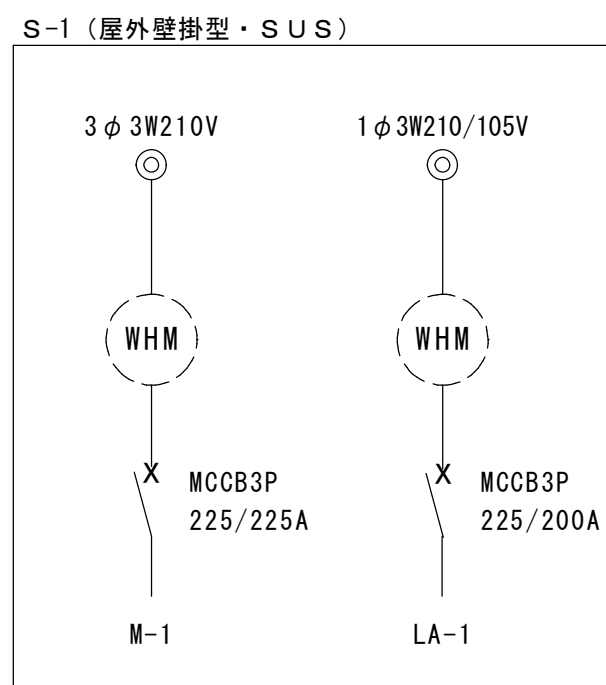 S-1（屋外壁掛型・ＳＵＳ）
3φ3W210V
1φ3W210/105V
WHM
WHM
MCCB3P
225/225A
MCCB3P
225/200A
M-1
LA-1